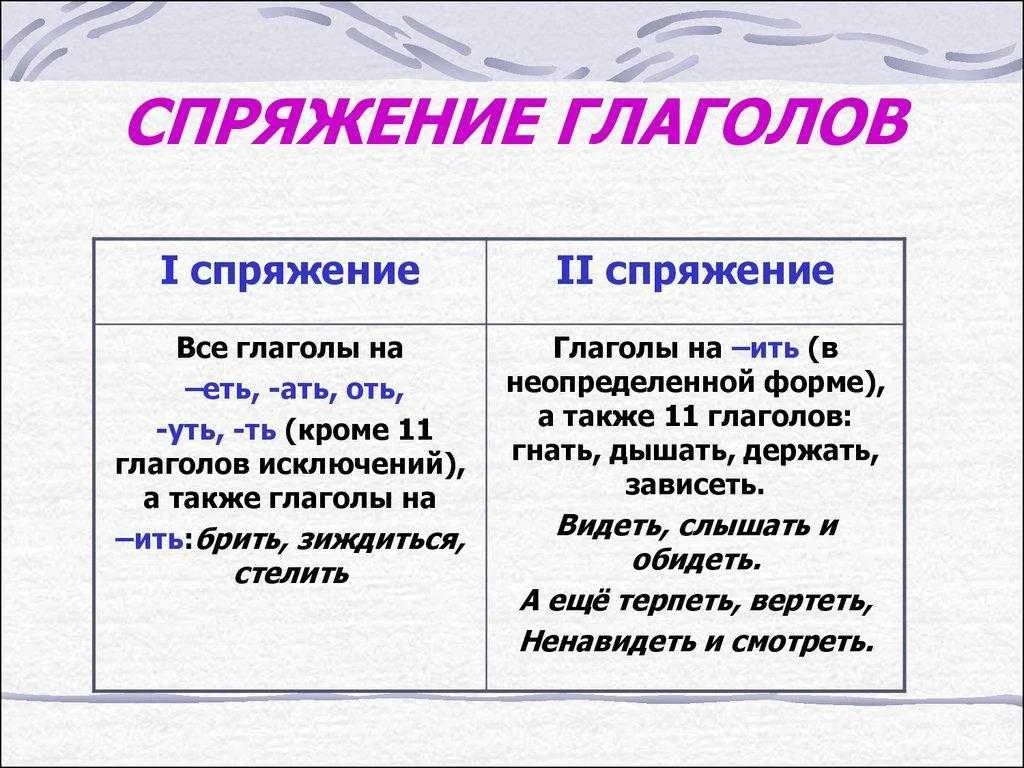 СПРЯЖЕНИЕ ГЛАГОЛОВ
I спряжение
Все глаголы на
–еть, -ать, оть,
-уть, -ть (кроме 11
глаголов исключений),
а также глаголы на
–ить:брить, зиждиться,
стелить
II спряжение
Глаголы на –ить (в
неопределенной форме),
а также 11 глаголов:
гнать, дышать, держать,
зависеть.
Видеть, слышать и
обидеть.
А ещё терпеть, вертеть,
Ненавидеть и смотреть.